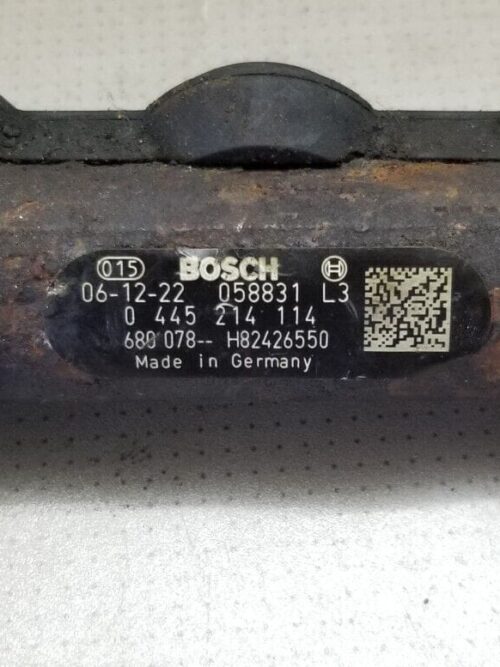 015 BOSCH
06-12-22 058831 L3
0 445 214 114
680 078-- H82426550
Made in Germany